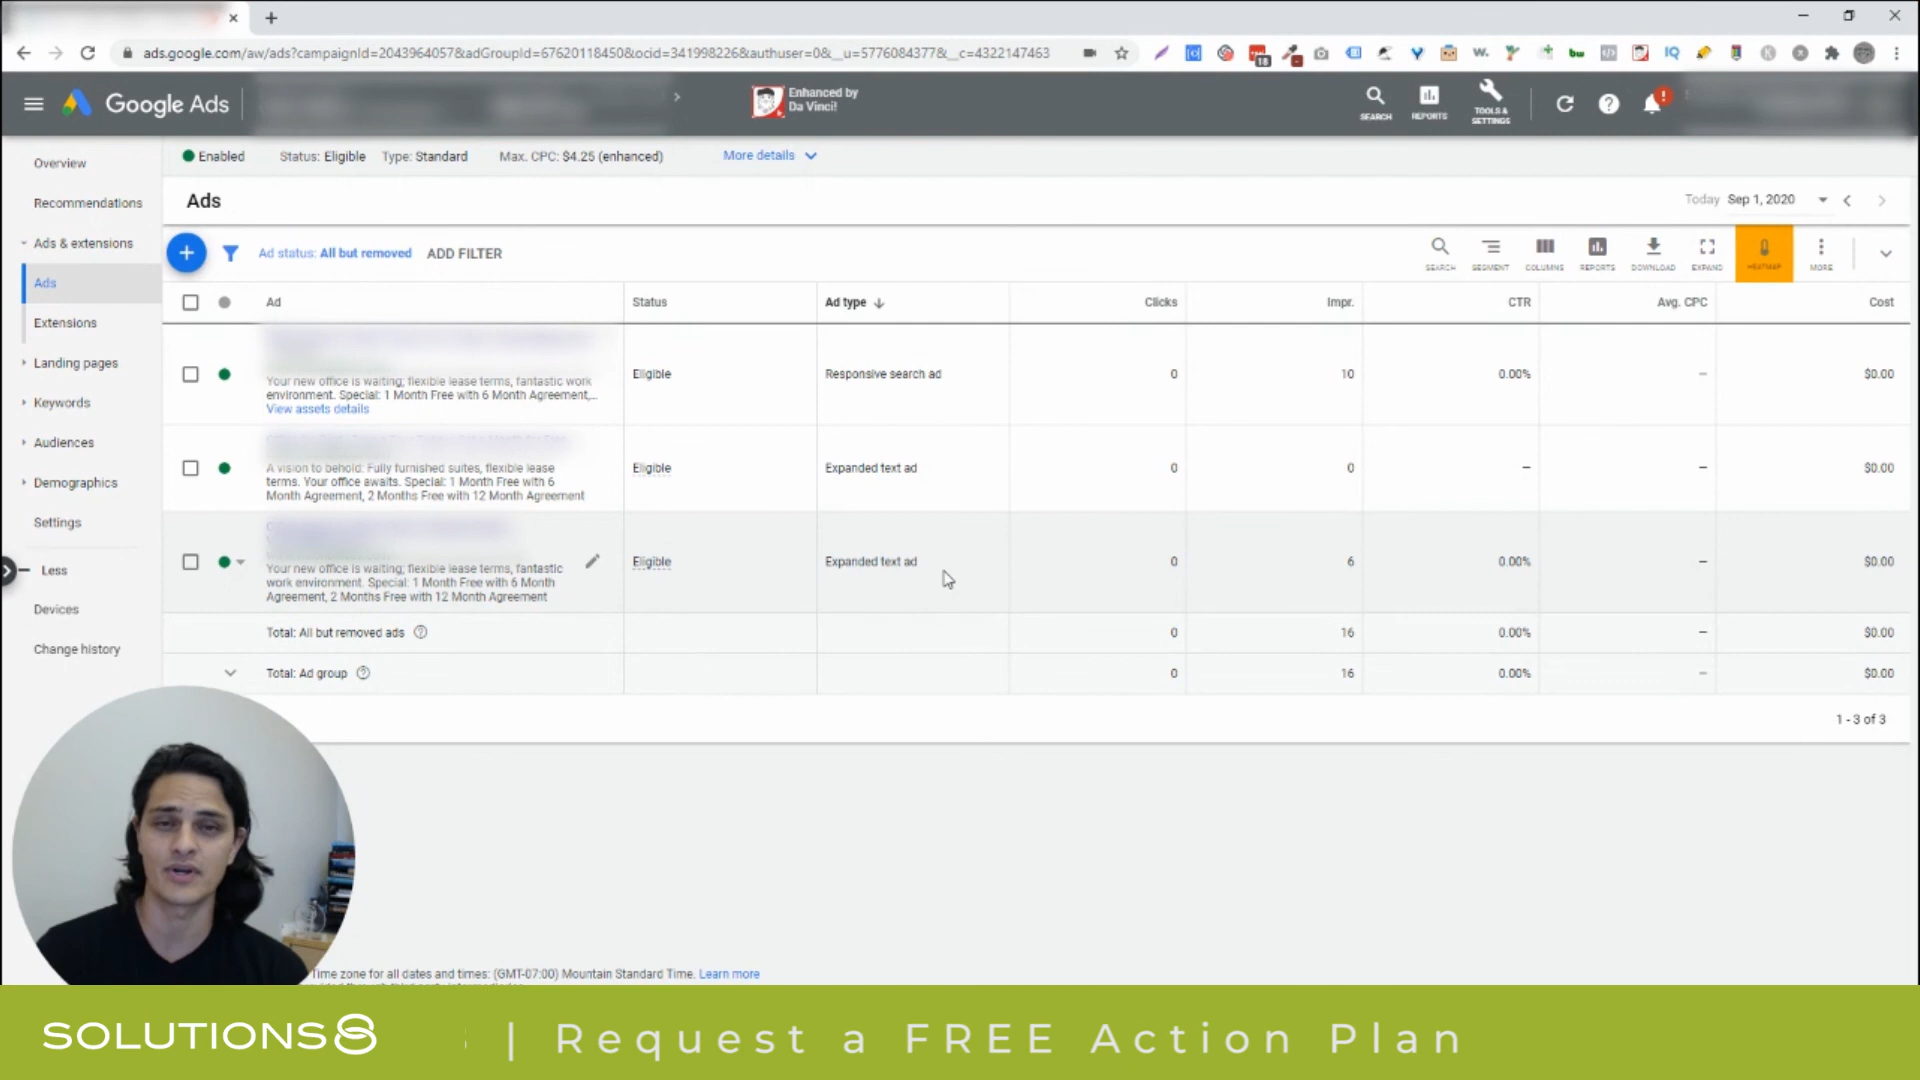 ads.google.com/aw/ads?campaignId=2043964057&adGroupId=67620118450&ocid=341998226&authuser=0&__u=5776084377&__c=4322147463
18
W.
bw
IQ
Google Ads
Enhanced by
Da Vinci!
SEARCH
REPORTS
TOOLS &
SETTINGS
!
Overview
Recommendations
Ads & extensions
Ads
Extensions
Landing pages
Keywords
Audiences
Demographics
Settings
Less
Devices
Change history
Enabled Status: Eligible Type: Standard Max. CPC: $4.25 (enhanced) More details
Ads
Today Sep 1, 2020
Ad status: All but removed ADD FILTER
SEARCH SEGMENT COLUMNS REPORTS DOWNLOAD EXPAND HEATMAP MORE
Ad Status Ad type Clicks Impr. CTR Avg. CPC Cost
Your new office is waiting; flexible lease terms, fantastic work
environment. Special: 1 Month Free with 6 Month Agreement,...
View assets details
Eligible Responsive search ad 0 10 0.00% – $0.00
A vision to behold: Fully furnished suites, flexible lease
terms. Your office awaits. Special: 1 Month Free with 6
Month Agreement, 2 Months Free with 12 Month Agreement
Eligible Expanded text ad 0 0 – – $0.00
Your new office is waiting; flexible lease terms, fantastic
work environment. Special: 1 Month Free with 6 Month
Agreement, 2 Months Free with 12 Month Agreement
Eligible Expanded text ad 0 6 0.00% – $0.00
Total: All but removed ads 0 16 0.00% – $0.00
Total: Ad group 0 16 0.00% – $0.00
1 - 3 of 3
Time zone for all dates and times: (GMT-07:00) Mountain Standard Time. Learn more
SOLUTIONS8 | Request a FREE Action Plan